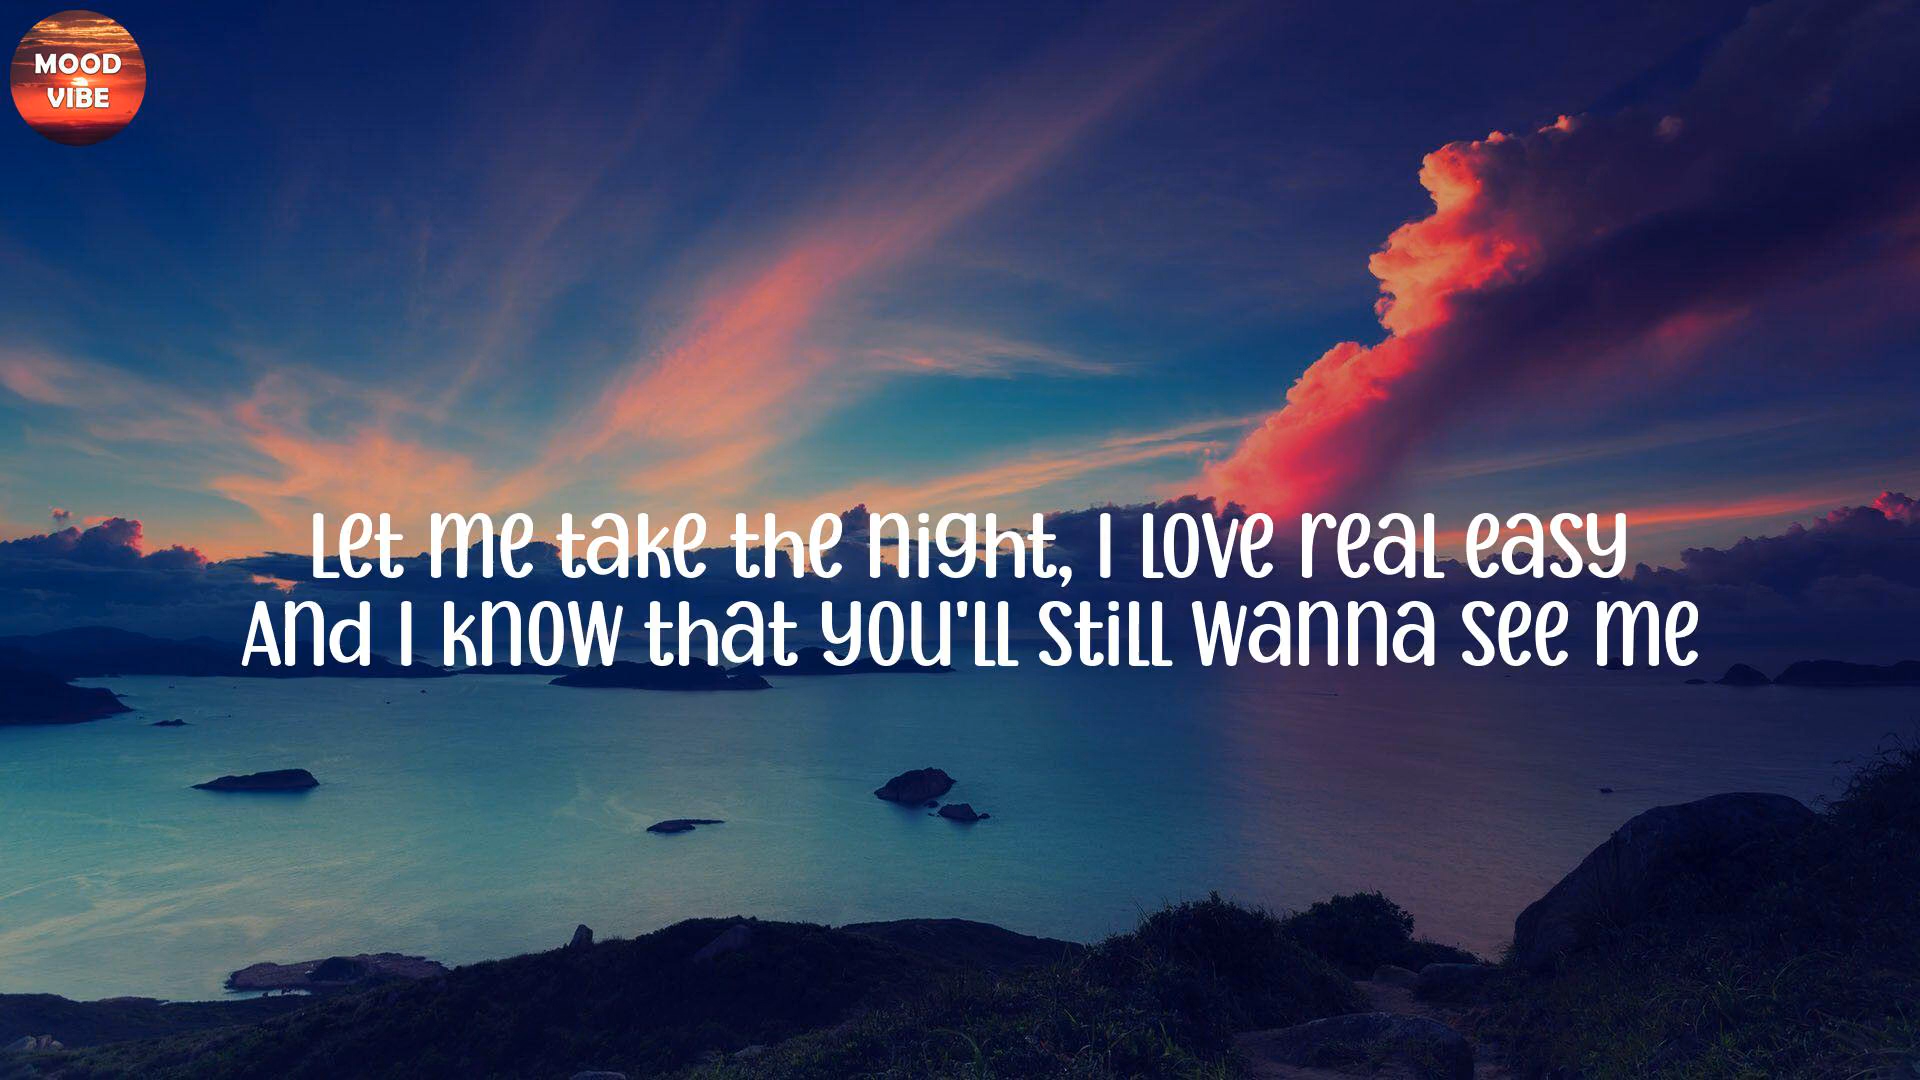 MOOD
VIBE
Let me take the night, I love real easy
And I know that you'll still wanna see me